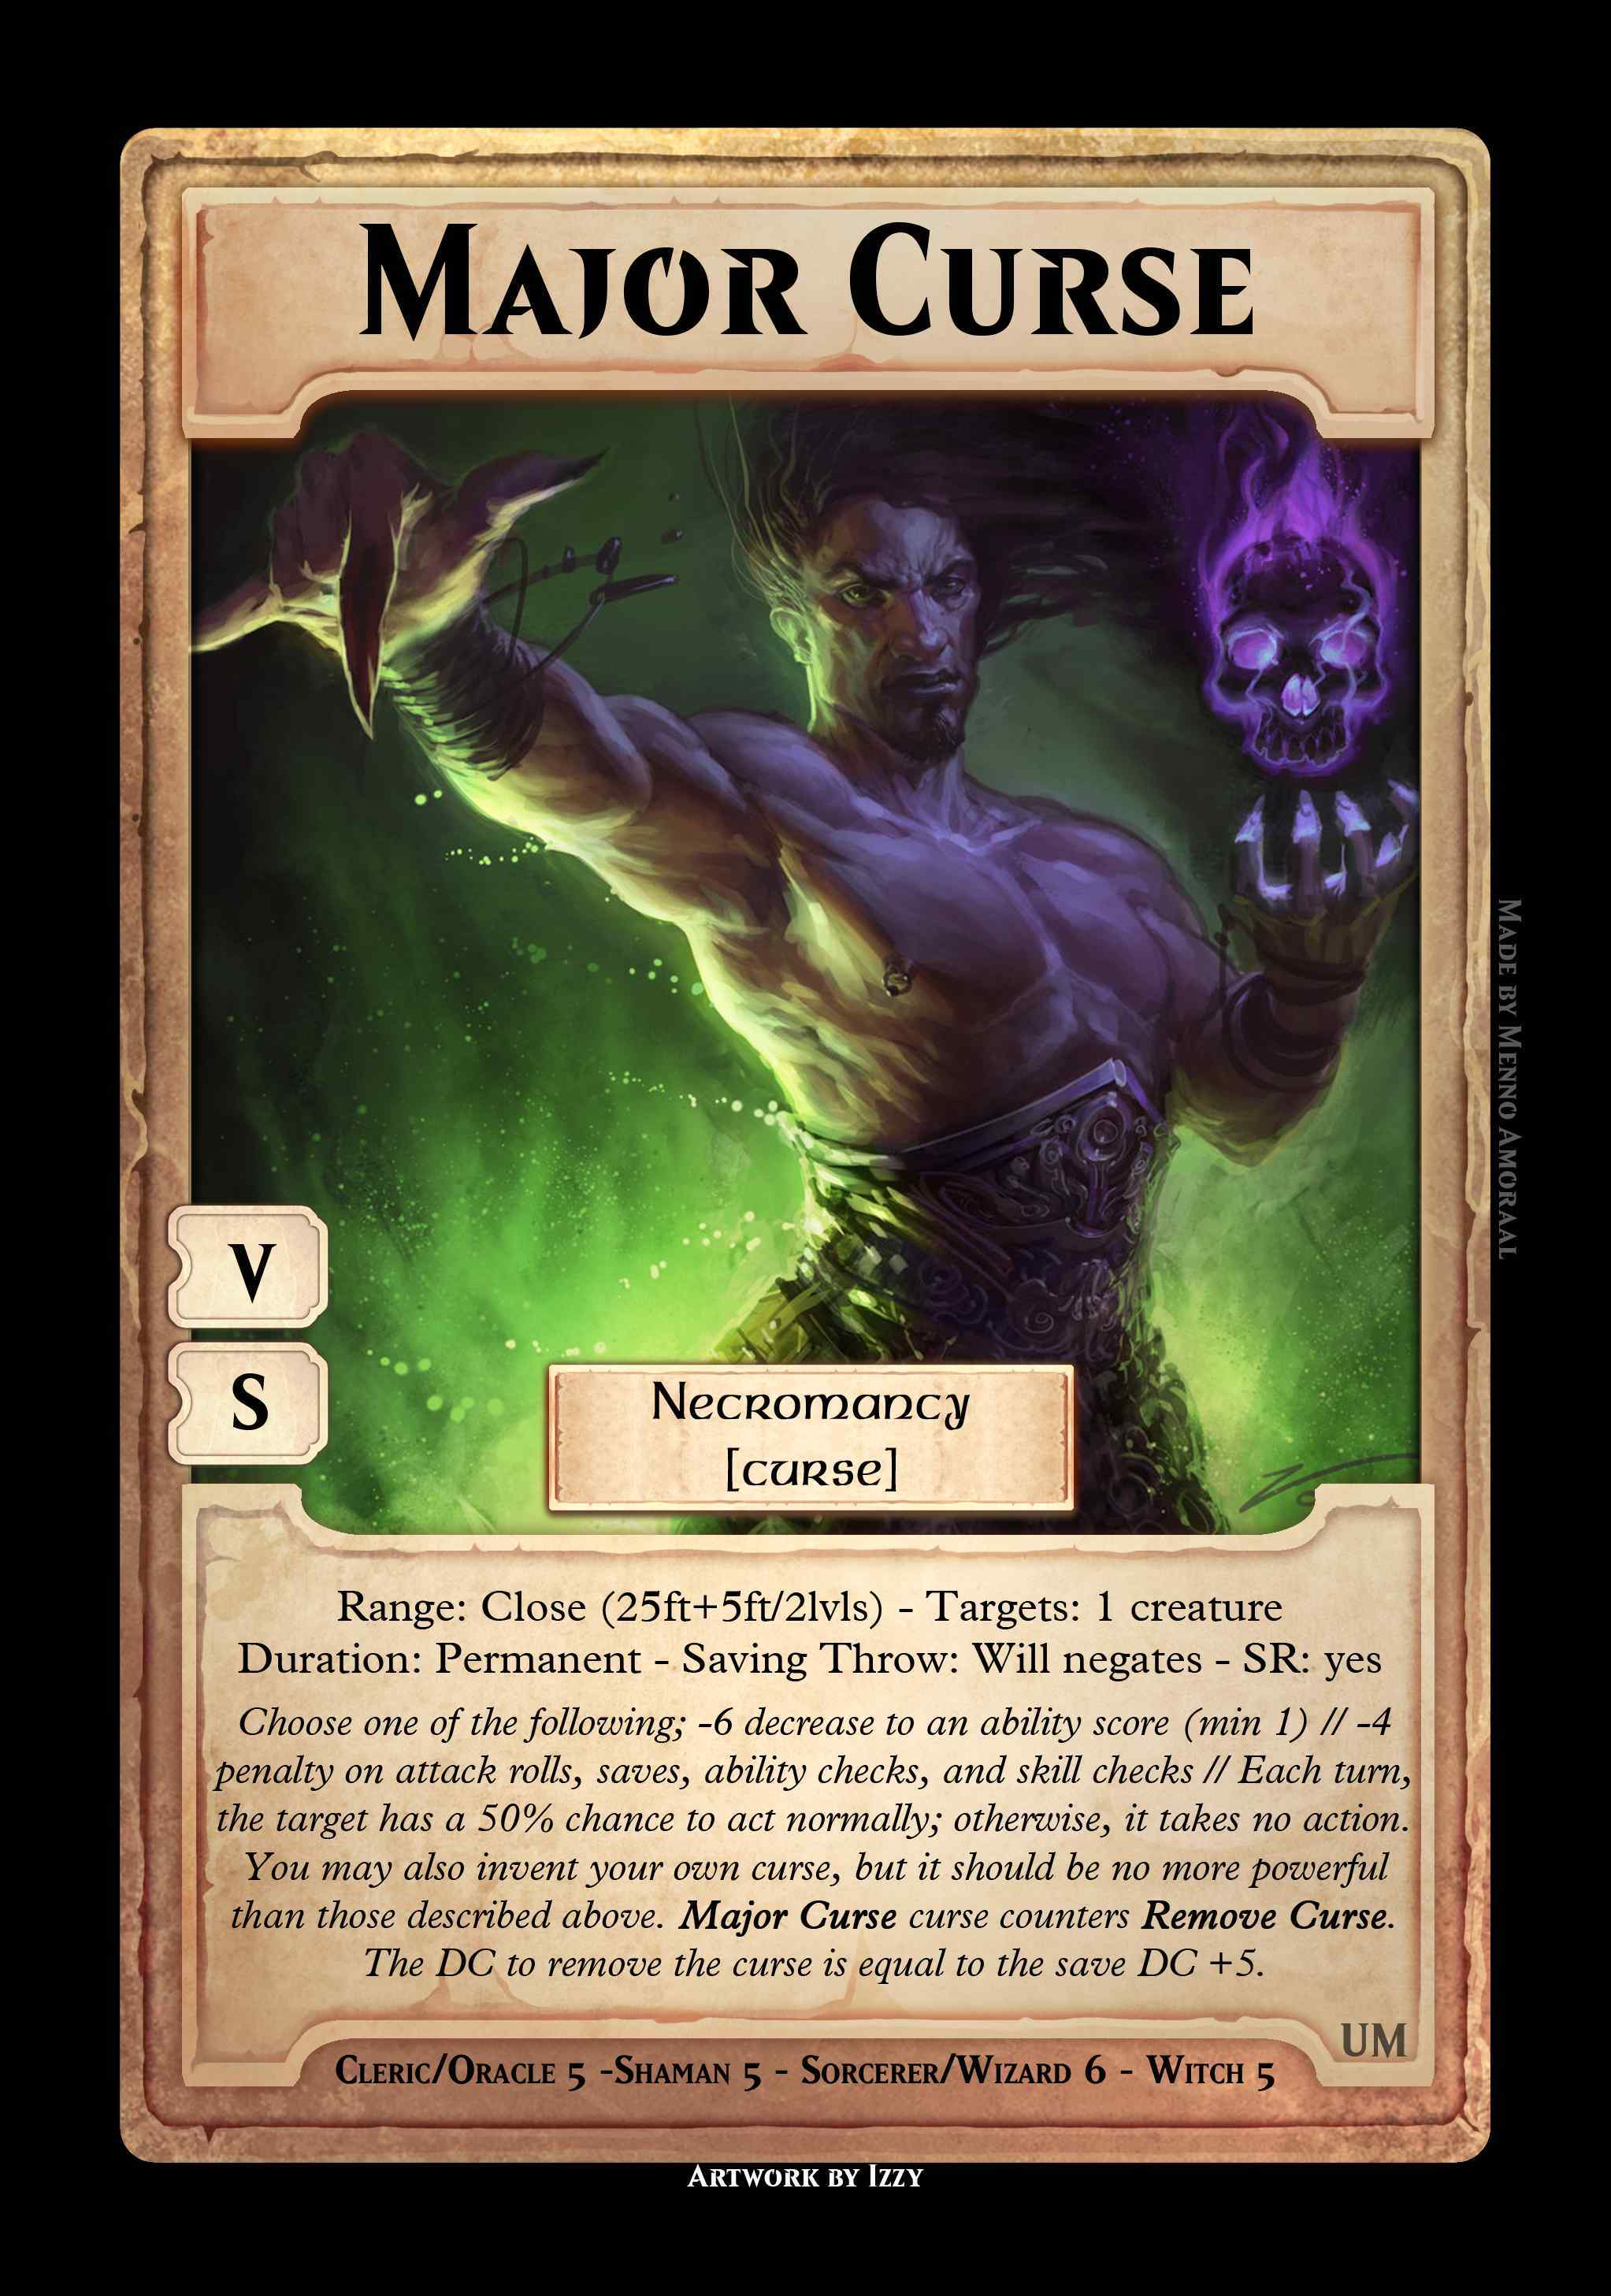 Major Curse
V
S
Necromancy
[curse]
Range: Close (25ft+5ft/2lvls) - Targets: 1 creature
Duration: Permanent - Saving Throw: Will negates - SR: yes
Choose one of the following; -6 decrease to an ability score (min 1) // -4
penalty on attack rolls, saves, ability checks, and skill checks // Each turn,
the target has a 50% chance to act normally; otherwise, it takes no action.
You may also invent your own curse, but it should be no more powerful
than those described above. Major Curse curse counters Remove Curse.
The DC to remove the curse is equal to the save DC +5.
UM
Cleric/Oracle 5 -Shaman 5 - Sorcerer/Wizard 6 - Witch 5
Artwork by Izzy
Made by Menno Amoraal